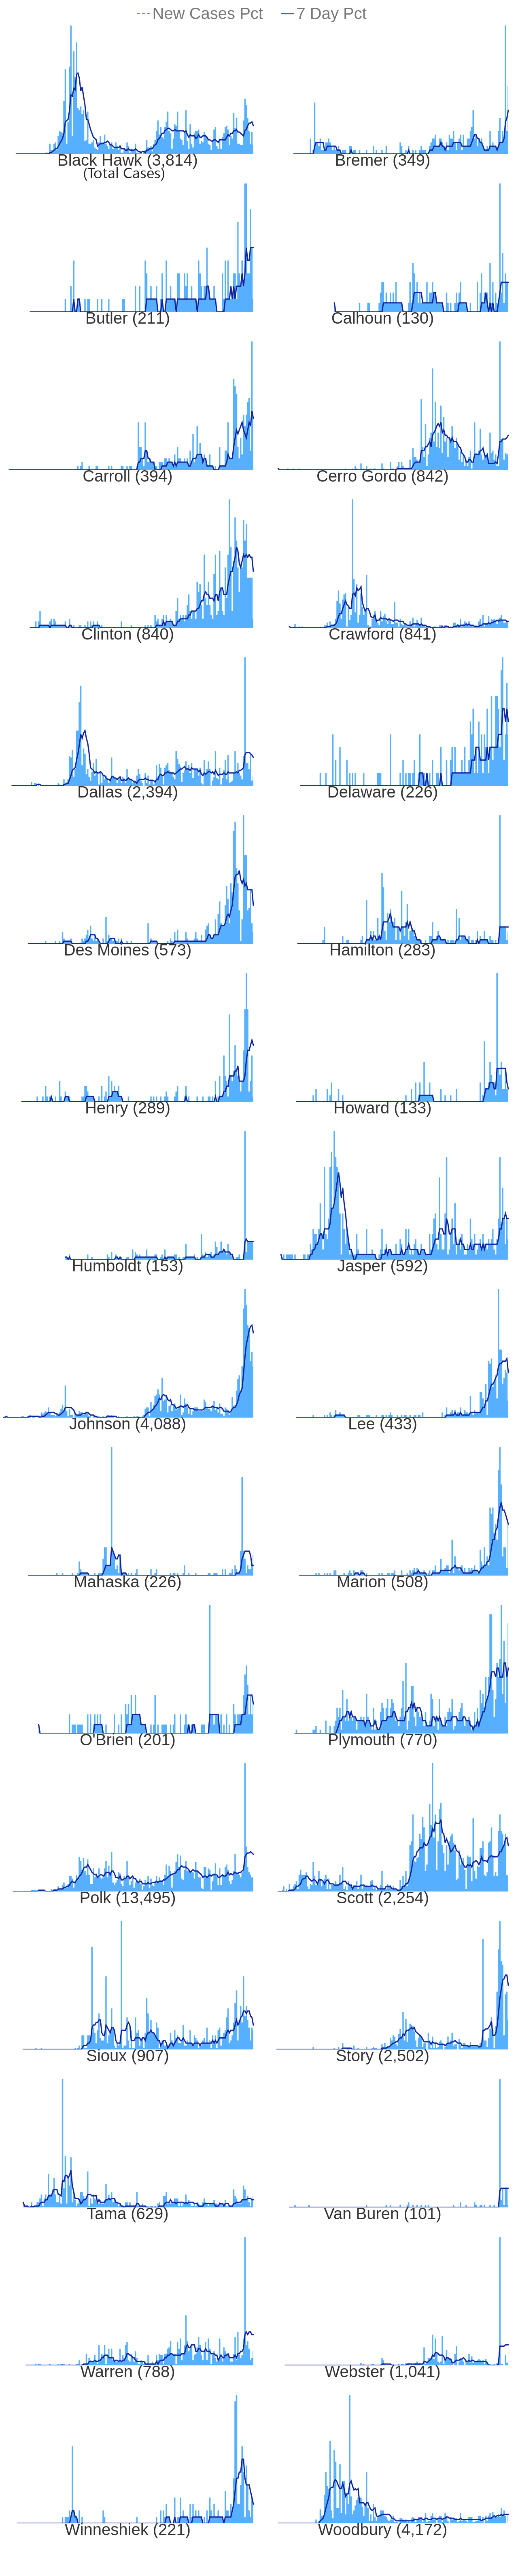 New Cases Pct 7 Day Pct
Black Hawk (3,814) Bremer (349)
(Total Cases)
Butler (211) Calhoun (130)
Carroll (394) Cerro Gordo (842)
Clinton (840) Crawford (841)
Dallas (2,394) Delaware (226)
Des Moines (573) Hamilton (283)
Henry (289) Howard (133)
Humboldt (153) Jasper (592)
Johnson (4,088) Lee (433)
Mahaska (226) Marion (508)
O'Brien (201) Plymouth (770)
Polk (13,495) Scott (2,254)
Sioux (907) Story (2,502)
Tama (629) Van Buren (101)
Warren (788) Webster (1,041)
Winneshiek (221) Woodbury (4,172)